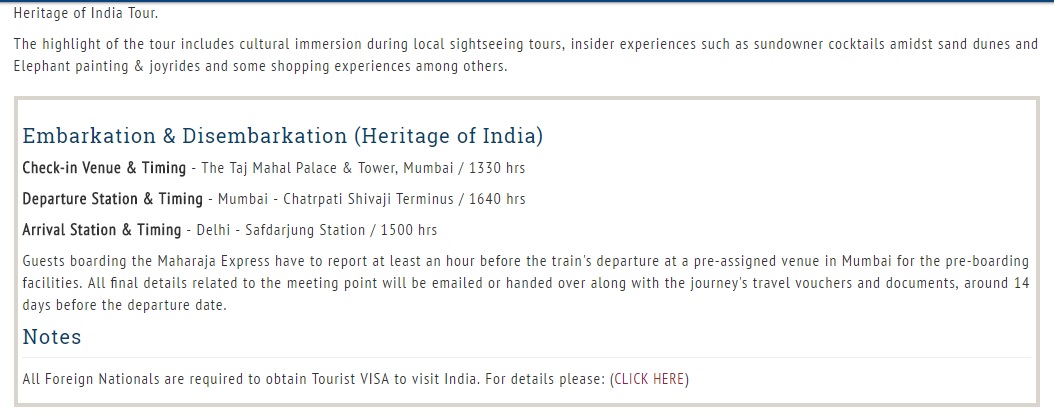 Heritage of India Tour.
The highlight of the tour includes cultural immersion during local sightseeing tours, insider experiences such as sundowner cocktails amidst sand dunes and
Elephant painting & joyrides and some shopping experiences among others.
Embarkation & Disembarkation (Heritage of India)
Check-in Venue & Timing - The Taj Mahal Palace & Tower, Mumbai / 1330 hrs
Departure Station & Timing - Mumbai - Chatrpati Shivaji Terminus / 1640 hrs
Arrival Station & Timing - Delhi - Safdarjung Station / 1500 hrs
Guests boarding the Maharaja Express have to report at least an hour before the train's departure at a pre-assigned venue in Mumbai for the pre-boarding
facilities. All final details related to the meeting point will be emailed or handed over along with the journey's travel vouchers and documents, around 14
days before the departure date.
Notes
All Foreign Nationals are required to obtain Tourist VISA to visit India. For details please: (CLICK HERE)